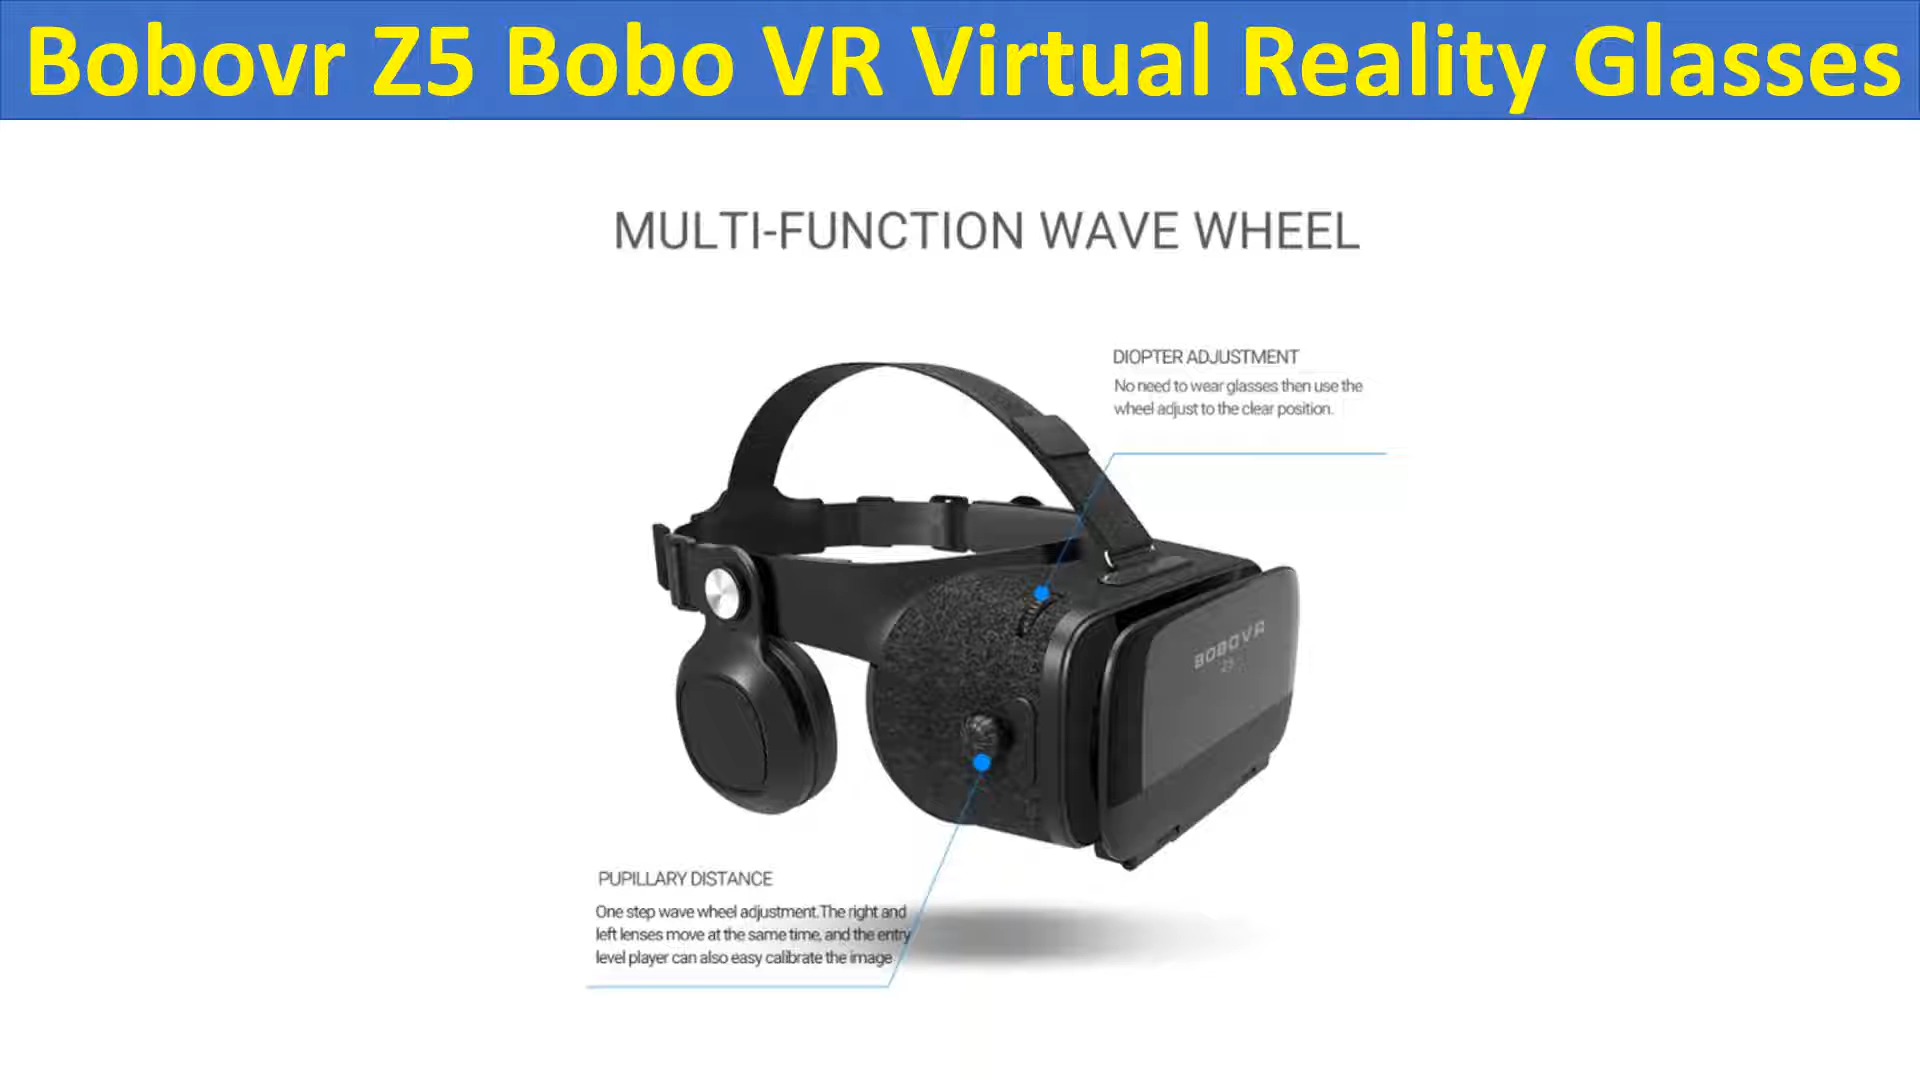 Bobovr Z5 Bobo VR Virtual Reality Glasses
MULTI-FUNCTION WAVE WHEEL
DIOPTER ADJUSTMENT
No need to wear glasses then use the
wheel adjust to the clear position.
BOBOVR
Z5
PUPILLARY DISTANCE
One step wave wheel adjustment.The right and
left lenses move at the same time, and the entry
level player can also easy calibrate the image